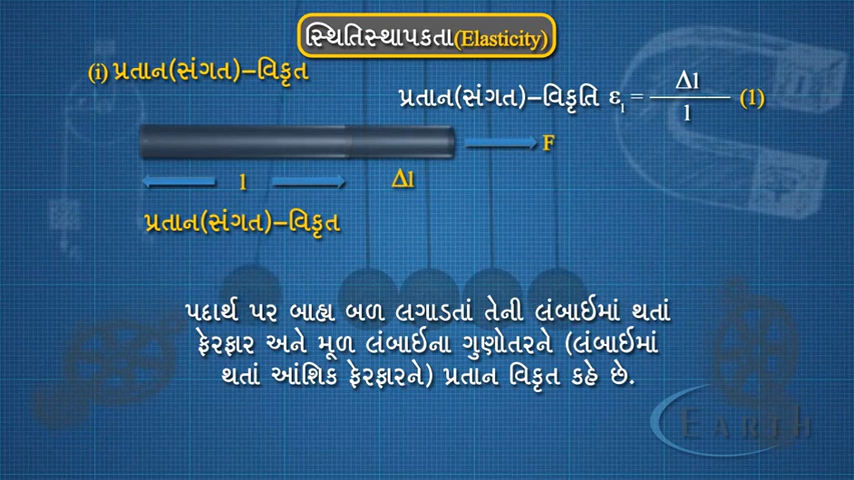 સ્થિતિસ્થાપકતા(Elasticity)
(i) પ્રતાન(સંગત)–વિકૃત
પ્રતાન(સંગત)–વિકૃતિ ε₁ = Δl / l (1)
F
l Δl
પ્રતાન(સંગત)–વિકૃત
પદાર્થ પર બાહ્ય બળ લગાડતાં તેની લંબાઈમાં થતાં
ફેરફાર અને મૂળ લંબાઈના ગુણોતરને (લંબાઈમાં
થતાં આંશિક ફેરફારને) પ્રતાન વિકૃત કહે છે.
EARTH